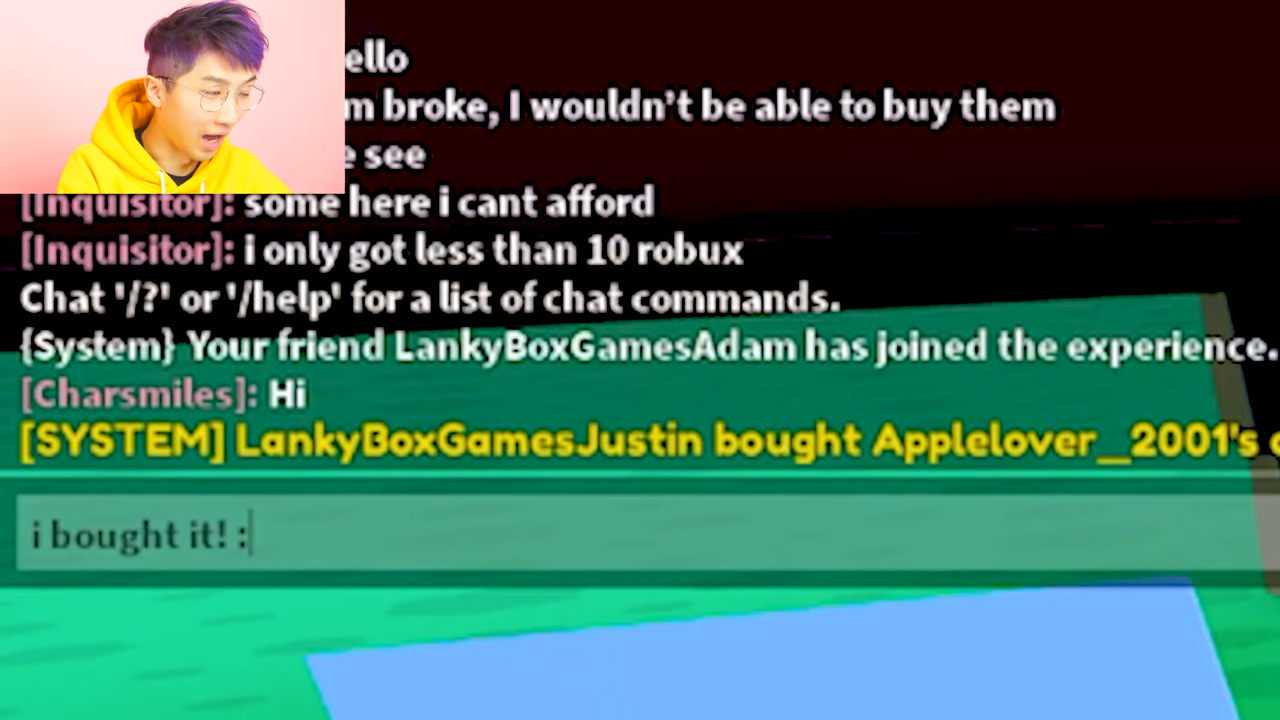 ello
m broke, I wouldn't be able to buy them
e see
[Inquisitor]: some here i cant afford
[Inquisitor]: i only got less than 10 robux
Chat '/?' or '/help' for a list of chat commands.
{System} Your friend LankyBoxGamesAdam has joined the experience.
[Charsmiles]: Hi
[SYSTEM] LankyBoxGamesJustin bought Applelover_2001's
i bought it! :